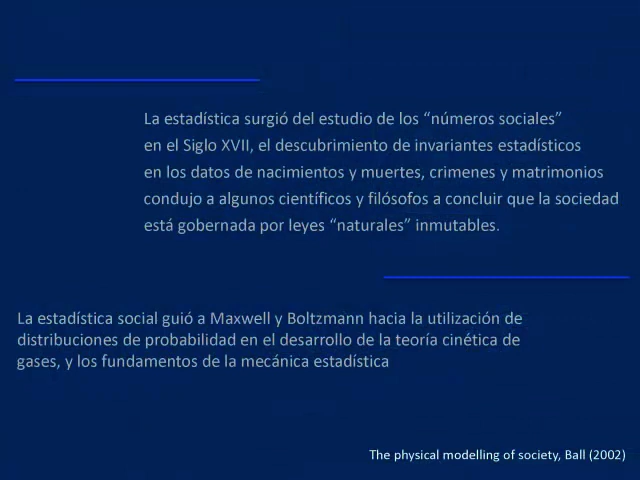 La estadística surgió del estudio de los “números sociales”
en el Siglo XVII, el descubrimiento de invariantes estadísticos
en los datos de nacimientos y muertes, crimenes y matrimonios
condujo a algunos científicos y filósofos a concluir que la sociedad
está gobernada por leyes “naturales” inmutables.
La estadística social guió a Maxwell y Boltzmann hacia la utilización de
distribuciones de probabilidad en el desarrollo de la teoría cinética de
gases, y los fundamentos de la mecánica estadística
The physical modelling of society, Ball (2002)